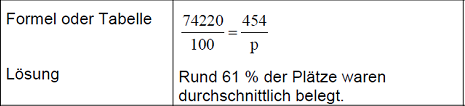 Formel oder Tabelle
74220/100 = 454/p
Lösung
Rund 61 % der Plätze waren
durchschnittlich belegt.